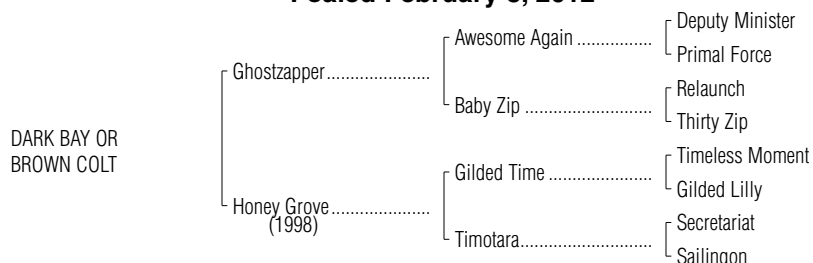 Foaled February 2012
Deputy Minister
Awesome Again ....................
Primal Force
Ghostzapper ......................
Relaunch
Baby Zip ..........................
Thirty Zip
DARK BAY OR
BROWN COLT
Timeless Moment
Gilded Time .....................
Gilded Lilly
Honey Grove .....................
(1998)
Secretariat
Timotara...........................
Sailingon